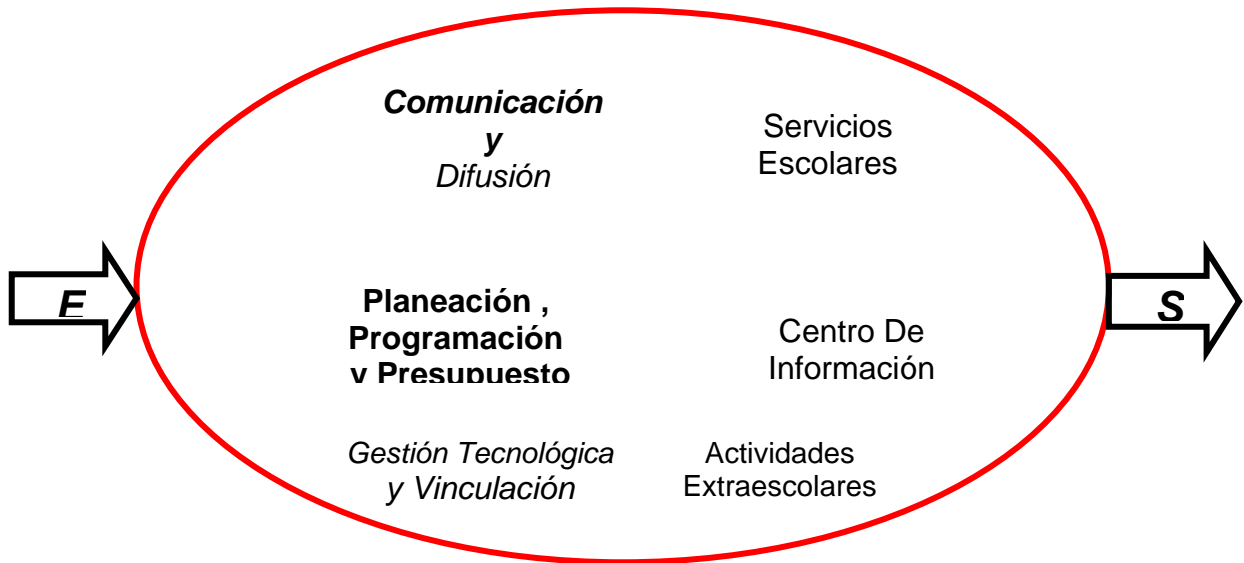 Comunicación
y
Difusión
Servicios
Escolares
E
Planeación ,
Programación
y Presupuesto
Centro De
Información
S
Gestión Tecnológica
y Vinculación
Actividades
Extraescolares